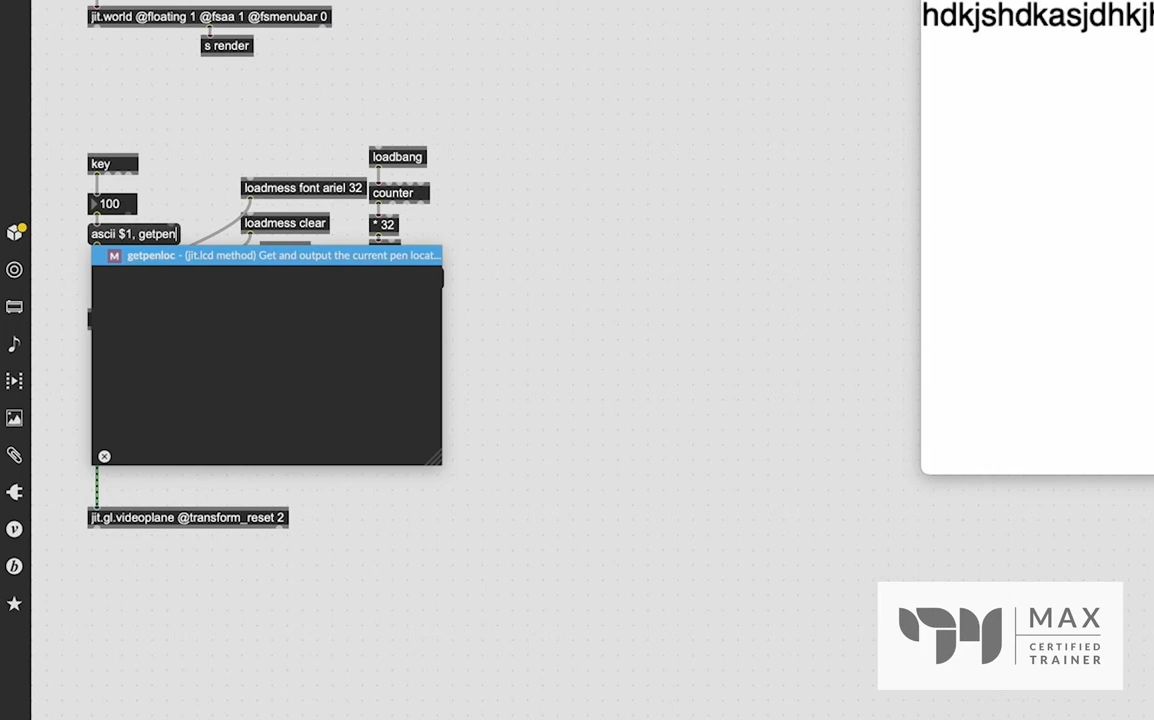 jit.world @floating 1 @fsaa 1 @fsmenubar 0
s render
hdkjshdkasjdhkjh
loadbang
key
loadmess font ariel 32
counter
100
loadmess clear
* 32
ascii $1, getpen
M getpenloc - (jit.lcd method) Get and output the current pen locat...
jit.gl.videoplane @transform_reset 2
MAX
CERTIFIED
TRAINER